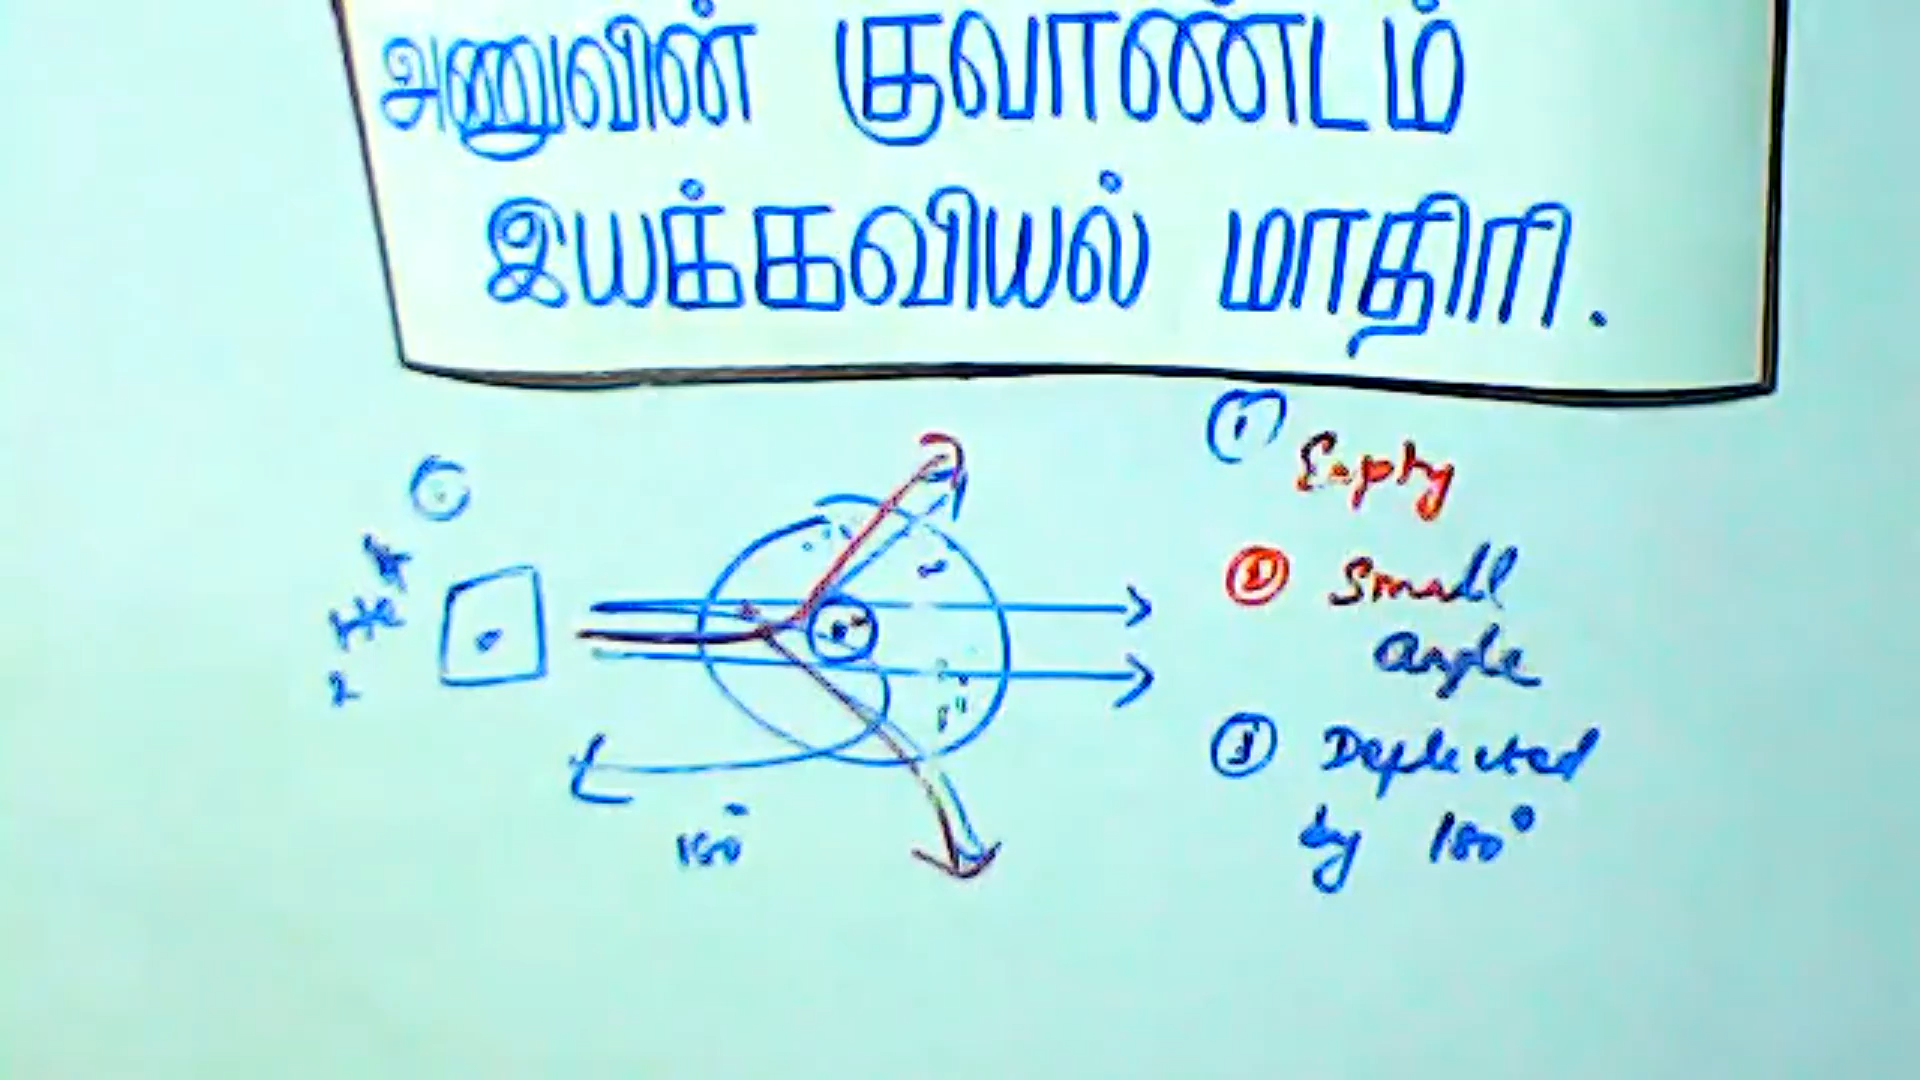 அணுவின் குவாண்டம்
இயக்கவியல் மாதிரி.
① Empty
② Small
angle
③ Deflected
by 180°
180°